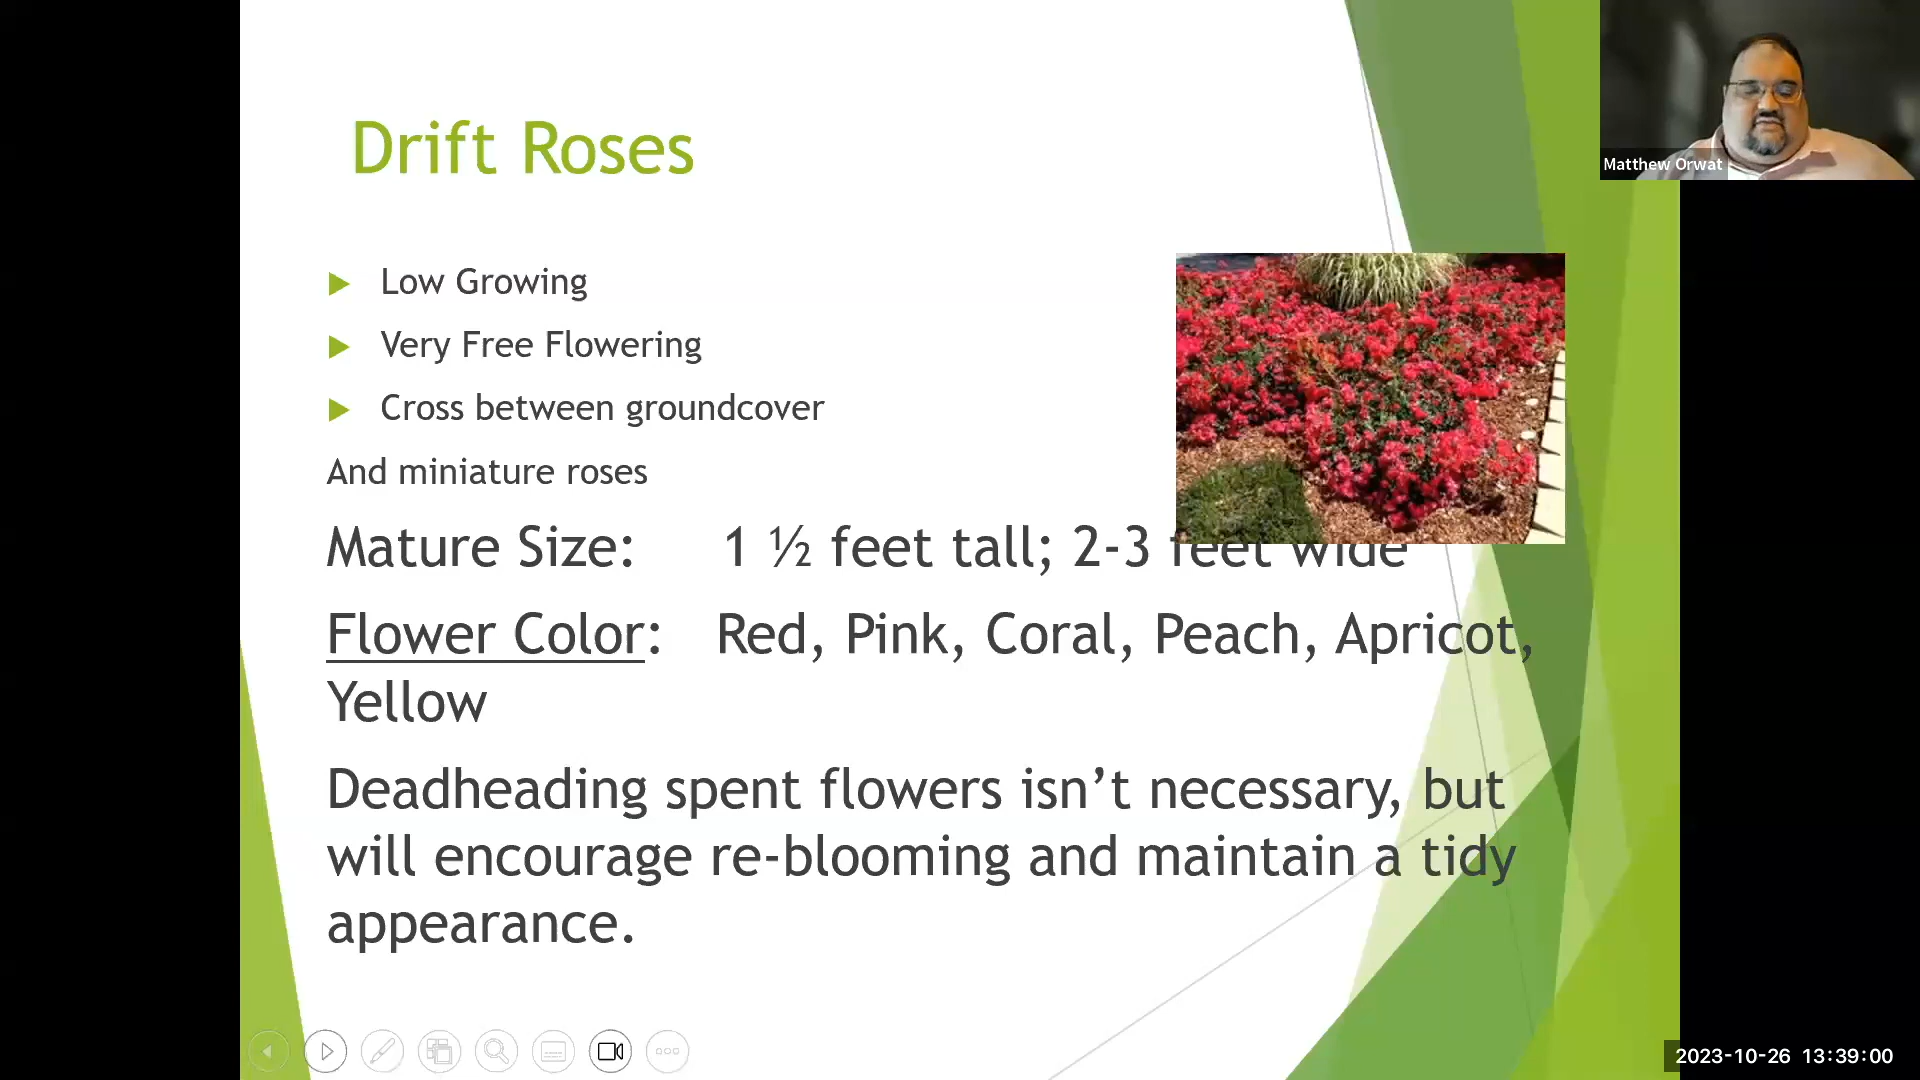 Drift Roses
Low Growing
Very Free Flowering
Cross between groundcover
And miniature roses
Mature Size: 1 ½ feet tall; 2-3 feet wide
Flower Color: Red, Pink, Coral, Peach, Apricot,
Yellow
Deadheading spent flowers isn’t necessary, but
will encourage re-blooming and maintain a tidy
appearance.
Matthew Orwat
2023-10-26 13:39:00